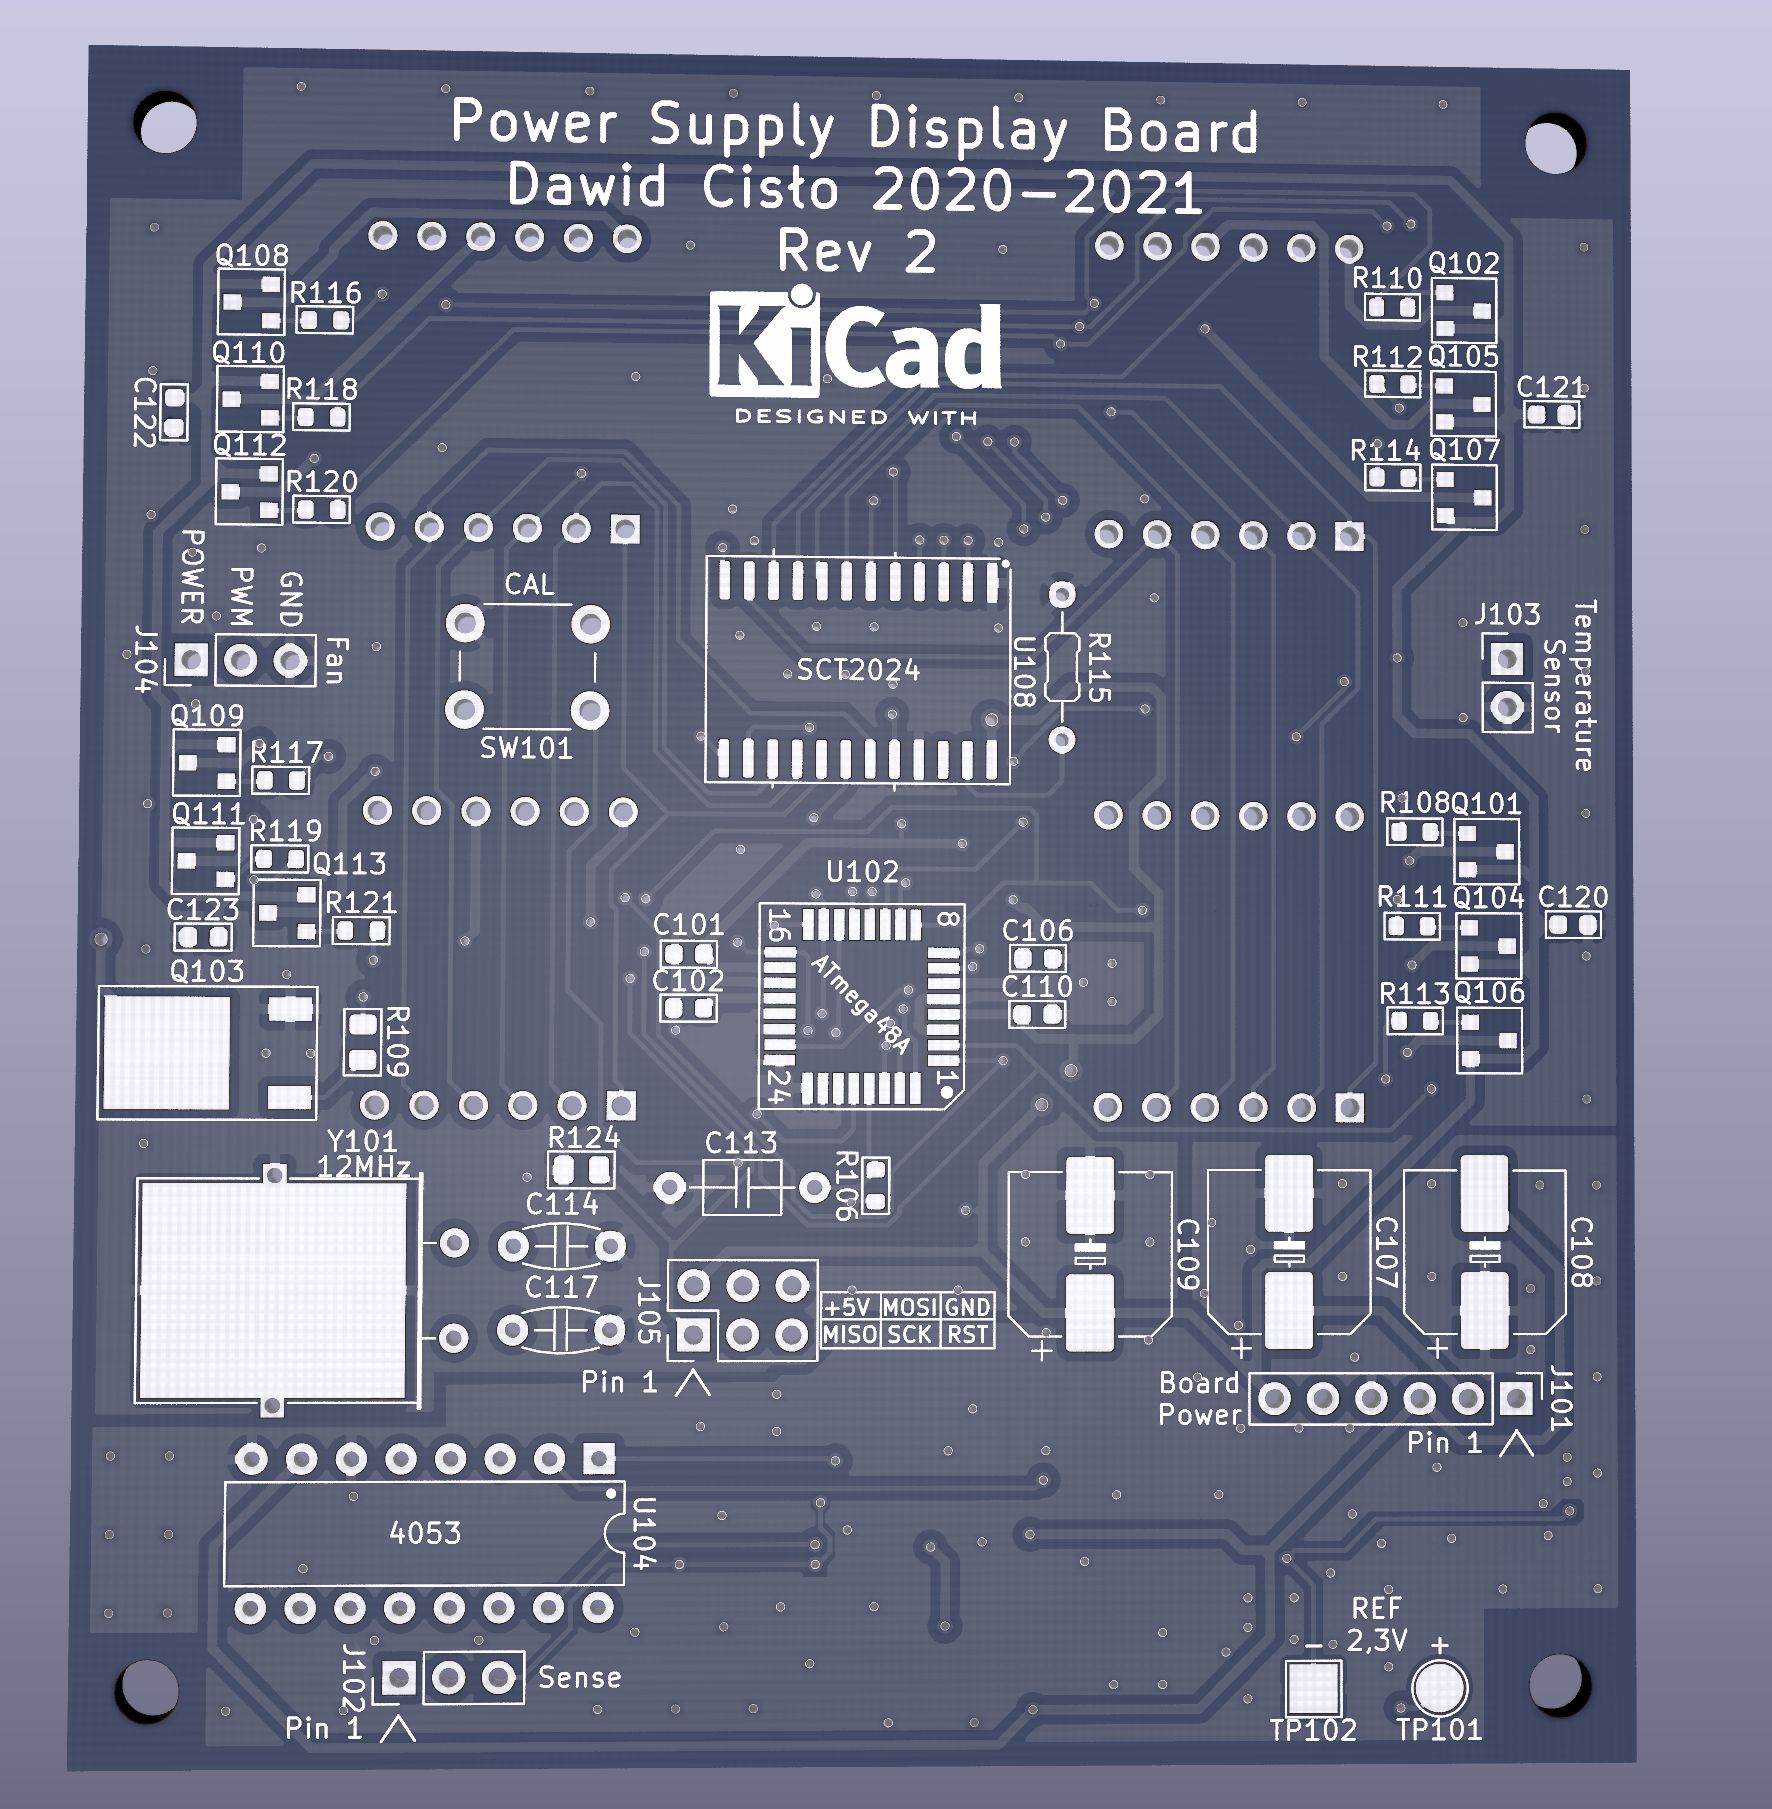 Power Supply Display Board
Dawid Cisło 2020-2021
Rev 2
KiCad
DESIGNED WITH
Q108
R116
Q110
R118
C122
Q112
R120
R110
Q102
R112
Q105
C121
R114
Q107
POWER
PWM
GND
J104
Fan
CAL
SW101
SCT2024
U108
R115
J103
Temperature
Sensor
Q109
R117
Q111
R119
Q113
C123
R121
Q103
R109
R108
Q101
R111
Q104
C120
R113
Q106
U102
16
8
C101
C102
ATmega48A
C106
C110
24
1
Y101
12MHz
R124
C113
R106
C114
C117
J105
+5V MOSI GND
MISO SCK RST
Pin 1
C109
C107
C108
+
+
+
Board
Power
J101
Pin 1
4053
U104
J102
Sense
Pin 1
REF
2,3V
-
+
TP102
TP101